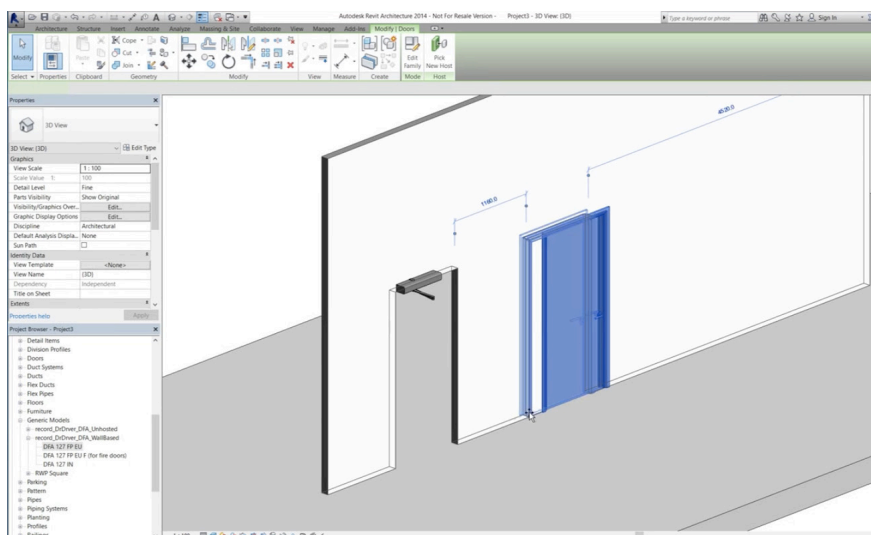 Autodesk Revit Architecture 2014 - Not For Resale Version - Project3 - 3D View: {3D}
Type a keyword or phrase
Sign In
Architecture Structure Insert Annotate Analyze Massing & Site Collaborate View Manage Add-Ins Modify | Doors
Modify
Paste
Cope
Cut
Join
Edit Family
Pick New Host
Select Properties Clipboard Geometry Modify View Measure Create Mode Host
Properties
3D View
3D View: {3D}
Edit Type
Graphics
View Scale 1 : 100
Scale Value 1: 100
Detail Level Fine
Parts Visibility Show Original
Visibility/Graphics Over... Edit...
Graphic Display Options Edit...
Discipline Architectural
Default Analysis Displa... None
Sun Path
Identity Data
View Template <None>
View Name {3D}
Dependency Independent
Title on Sheet
Extents
Properties help
Apply
Project Browser - Project3
Detail Items
Division Profiles
Doors
Duct Systems
Ducts
Flex Ducts
Flex Pipes
Floors
Furniture
Generic Models
record_DrDriver_DFA_Unhosted
record_DrDriver_DFA_WallBased
DFA 127 FP EU
DFA 127 FP EU F (for fire doors)
DFA 127 IN
RWP Square
Parking
Pattern
Pipes
Piping Systems
Planting
Profiles
Railings
1180.0
4520.0